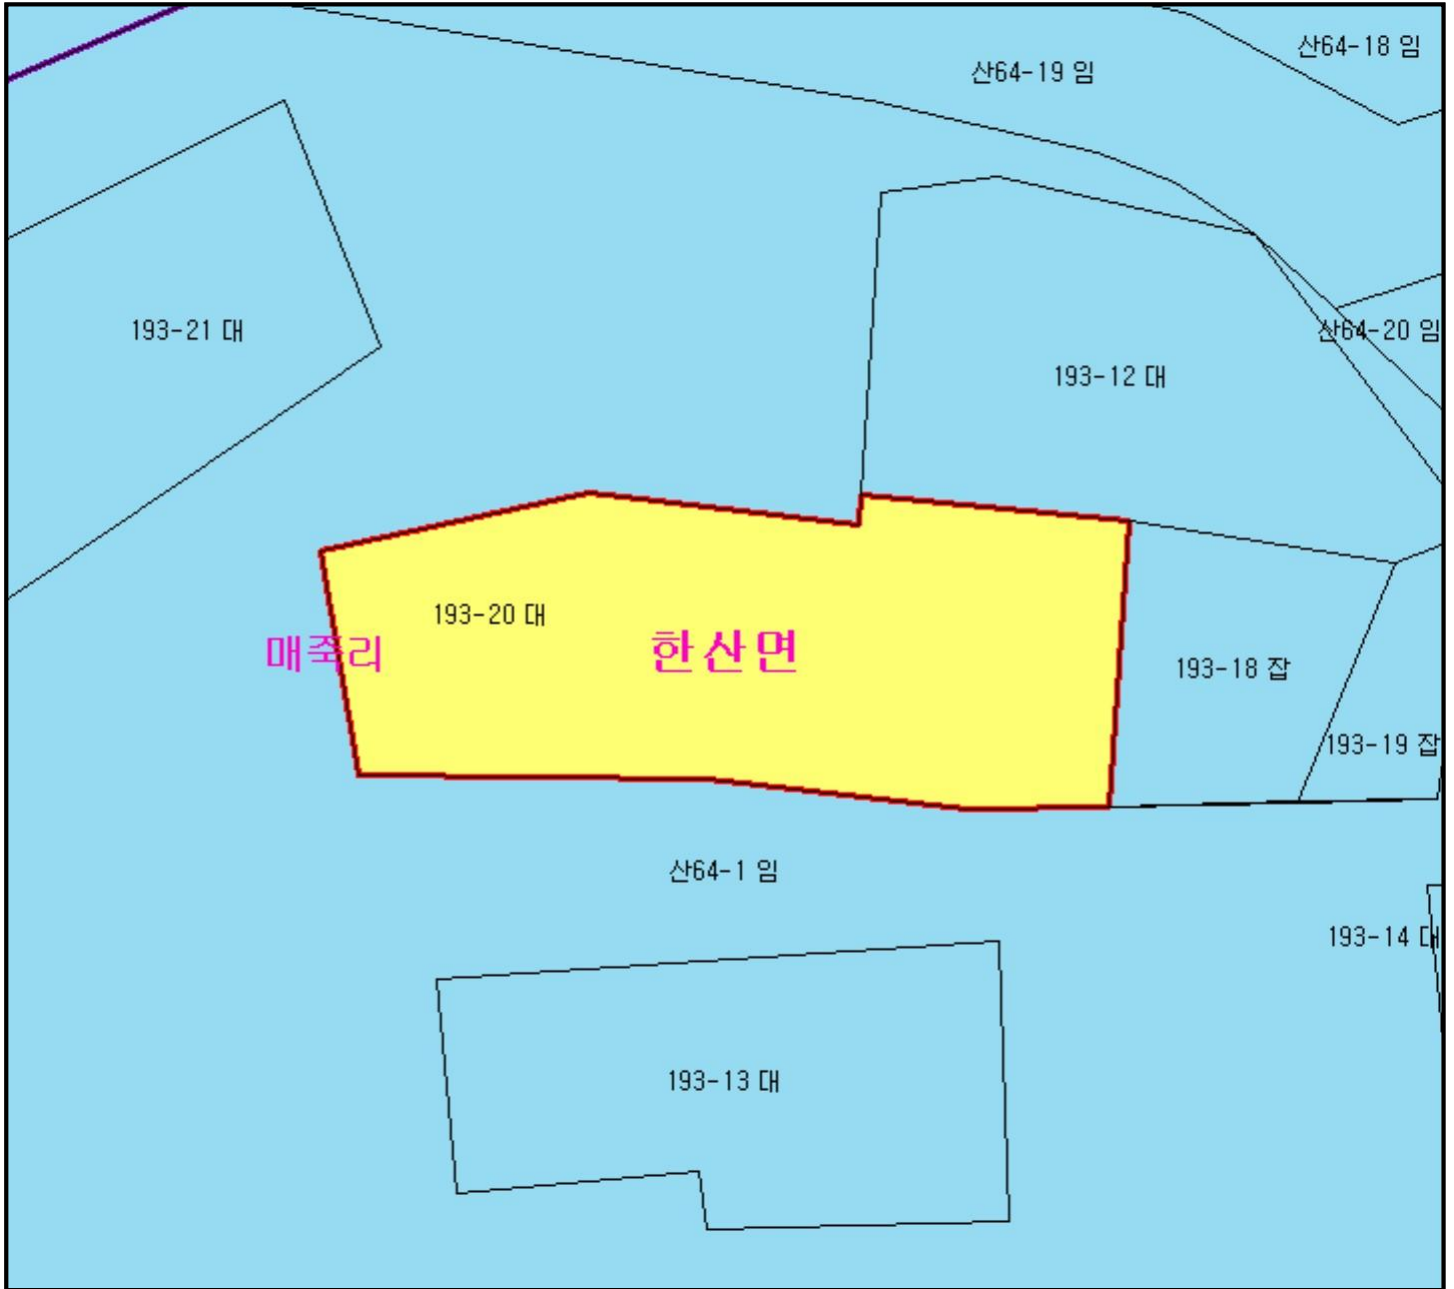 산64-18 임
산64-19 임
193-21 대
산64-20 임
193-12 대
193-20 대
매죽리
한산면
193-18 잡
193-19 잡
산64-1 임
193-14 대
193-13 대